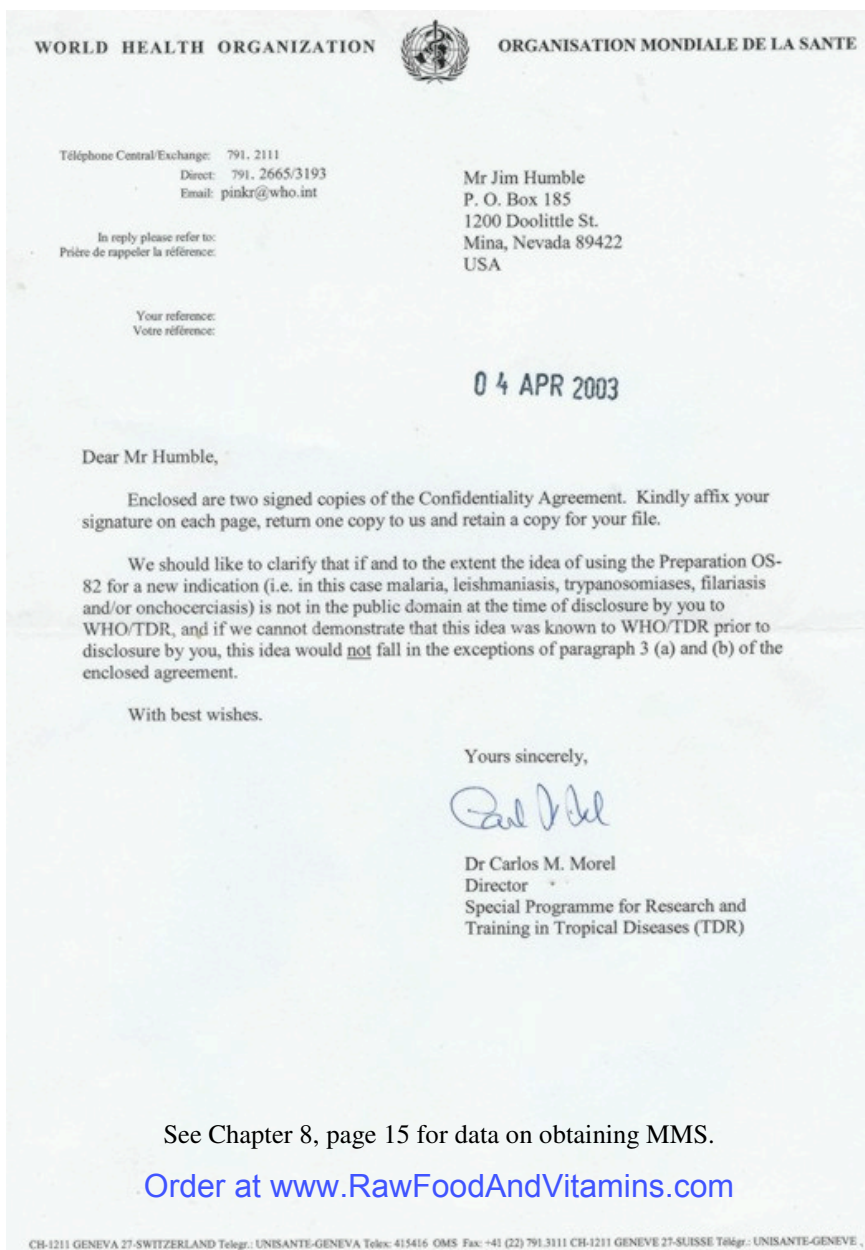 WORLD HEALTH ORGANIZATION
ORGANISATION MONDIALE DE LA SANTE
Téléphone Central/Exchange: 791. 2111
Direct: 791. 2665/3193
Email: pinkr@who.int
In reply please refer to:
Prière de rappeler la référence:
Your reference:
Votre référence:
Mr Jim Humble
P. O. Box 185
1200 Doolittle St.
Mina, Nevada 89422
USA
04 APR 2003
Dear Mr Humble,
Enclosed are two signed copies of the Confidentiality Agreement. Kindly affix your
signature on each page, return one copy to us and retain a copy for your file.
We should like to clarify that if and to the extent the idea of using the Preparation OS-
82 for a new indication (i.e. in this case malaria, leishmaniasis, trypanosomiases, filariasis
and/or onchocerciasis) is not in the public domain at the time of disclosure by you to
WHO/TDR, and if we cannot demonstrate that this idea was known to WHO/TDR prior to
disclosure by you, this idea would not fall in the exceptions of paragraph 3 (a) and (b) of the
enclosed agreement.
With best wishes.
Yours sincerely,
Dr Carlos M. Morel
Director
Special Programme for Research and
Training in Tropical Diseases (TDR)
See Chapter 8, page 15 for data on obtaining MMS.
Order at www.RawFoodAndVitamins.com
CH-1211 GENEVA 27-SWITZERLAND Telegr.: UNISANTE-GENEVA Telex: 415416 OMS Fax: +41 (22) 791.3111 CH-1211 GENEVE 27-SUISSE Télégr.: UNISANTE-GENEVE